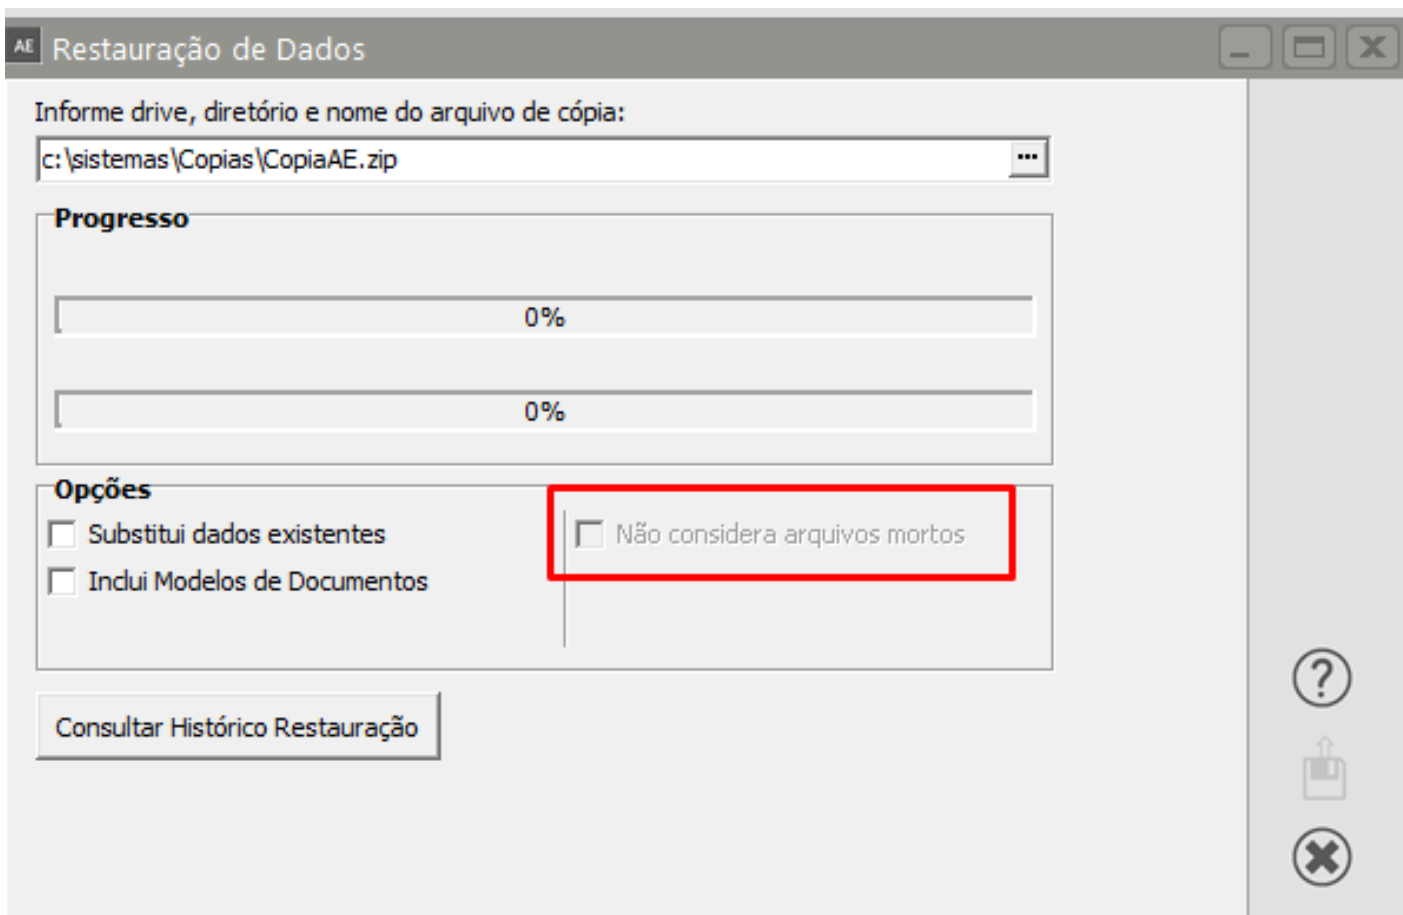 AE Restauração de Dados
Informe drive, diretório e nome do arquivo de cópia:
c:\sistemas\Copias\CopiaAE.zip ...
Progresso
0%
0%
Opções
Substitui dados existentes
Não considera arquivos mortos
Inclui Modelos de Documentos
Consultar Histórico Restauração
?